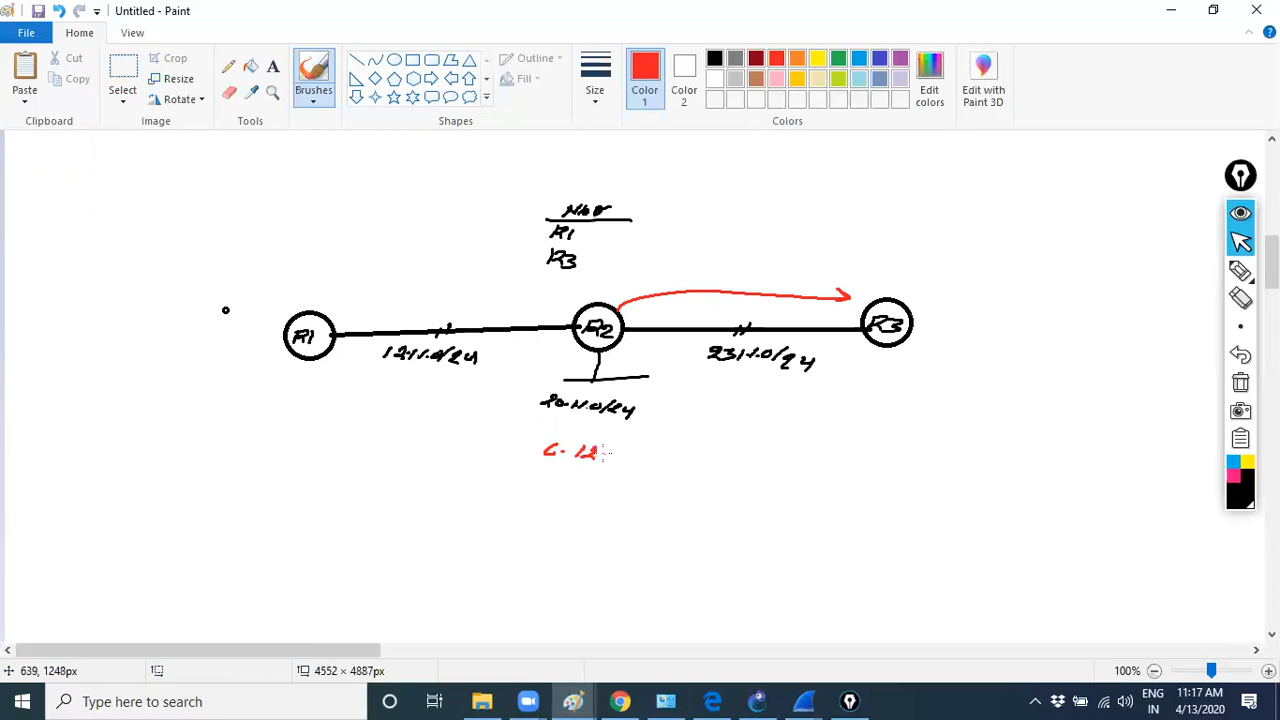 Untitled - Paint
File Home View
Paste Cut Copy Clipboard
Select Crop Resize Rotate Image
Tools
Brushes
Outline Fill Shapes
Size
Color 1 Color 2
Edit colors
Colors
Edit with Paint 3D
Nbr
R1
R3
R1 R2 R3
12.1.1.0/24 23.1.1.0/24
20.1.1.0/24
C- 12
639, 1248px 4552 × 4887px 100%
Type here to search
ENG IN
11:17 AM
4/13/2020